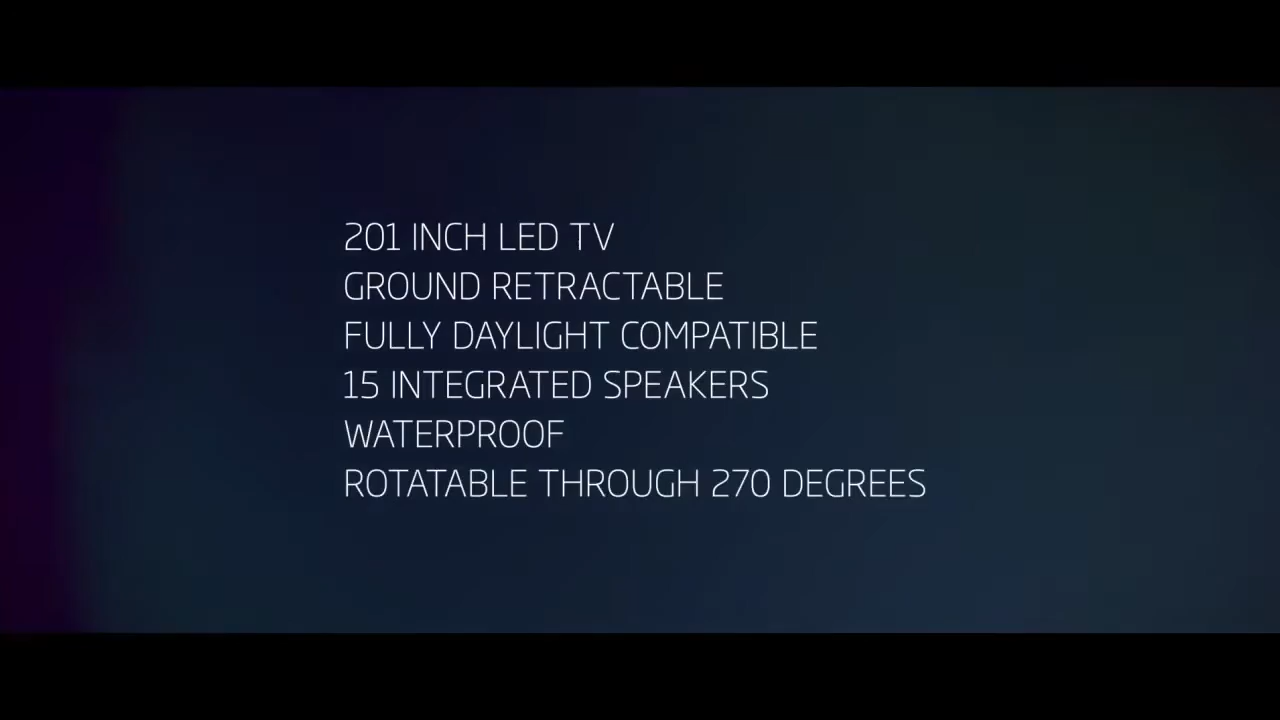 201 INCH LED TV
GROUND RETRACTABLE
FULLY DAYLIGHT COMPATIBLE
15 INTEGRATED SPEAKERS
WATERPROOF
ROTATABLE THROUGH 270 DEGREES